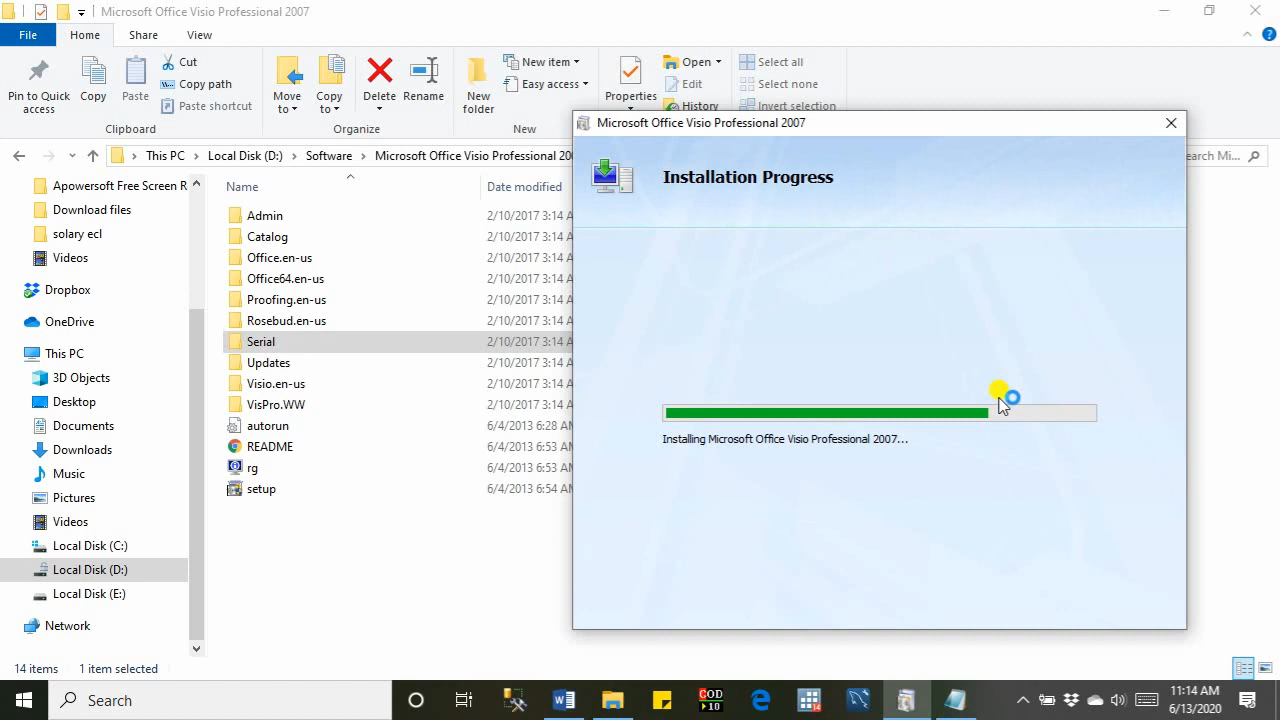 Microsoft Office Visio Professional 2007
File Home Share View
Pin to Quick access
Copy
Paste
Cut
Copy path
Paste shortcut
Clipboard
Move to
Copy to
Delete
Rename
Organize
New folder
New item
Easy access
New
Properties
Open
Edit
History
Select all
Select none
Invert selection
This PC Local Disk (D:) Software Microsoft Office Visio Professional 200
earch Mi...
Apowersoft Free Screen R
Download files
solary ecl
Videos
Dropbox
OneDrive
This PC
3D Objects
Desktop
Documents
Downloads
Music
Pictures
Videos
Local Disk (C:)
Local Disk (D:)
Local Disk (E:)
Network
Name Date modified
Admin 2/10/2017 3:14 A
Catalog 2/10/2017 3:14 A
Office.en-us 2/10/2017 3:14 A
Office64.en-us 2/10/2017 3:14 A
Proofing.en-us 2/10/2017 3:14 A
Rosebud.en-us 2/10/2017 3:14 A
Serial 2/10/2017 3:14 A
Updates 2/10/2017 3:14 A
Visio.en-us 2/10/2017 3:14 A
VisPro.WW 2/10/2017 3:14 A
autorun 6/4/2013 6:28 AM
README 6/4/2013 6:53 AM
rg 6/4/2013 6:53 AM
setup 6/4/2013 6:54 AM
Microsoft Office Visio Professional 2007
Installation Progress
Installing Microsoft Office Visio Professional 2007...
14 items 1 item selected
Search
GOD
10
14
11:14 AM
6/13/2020